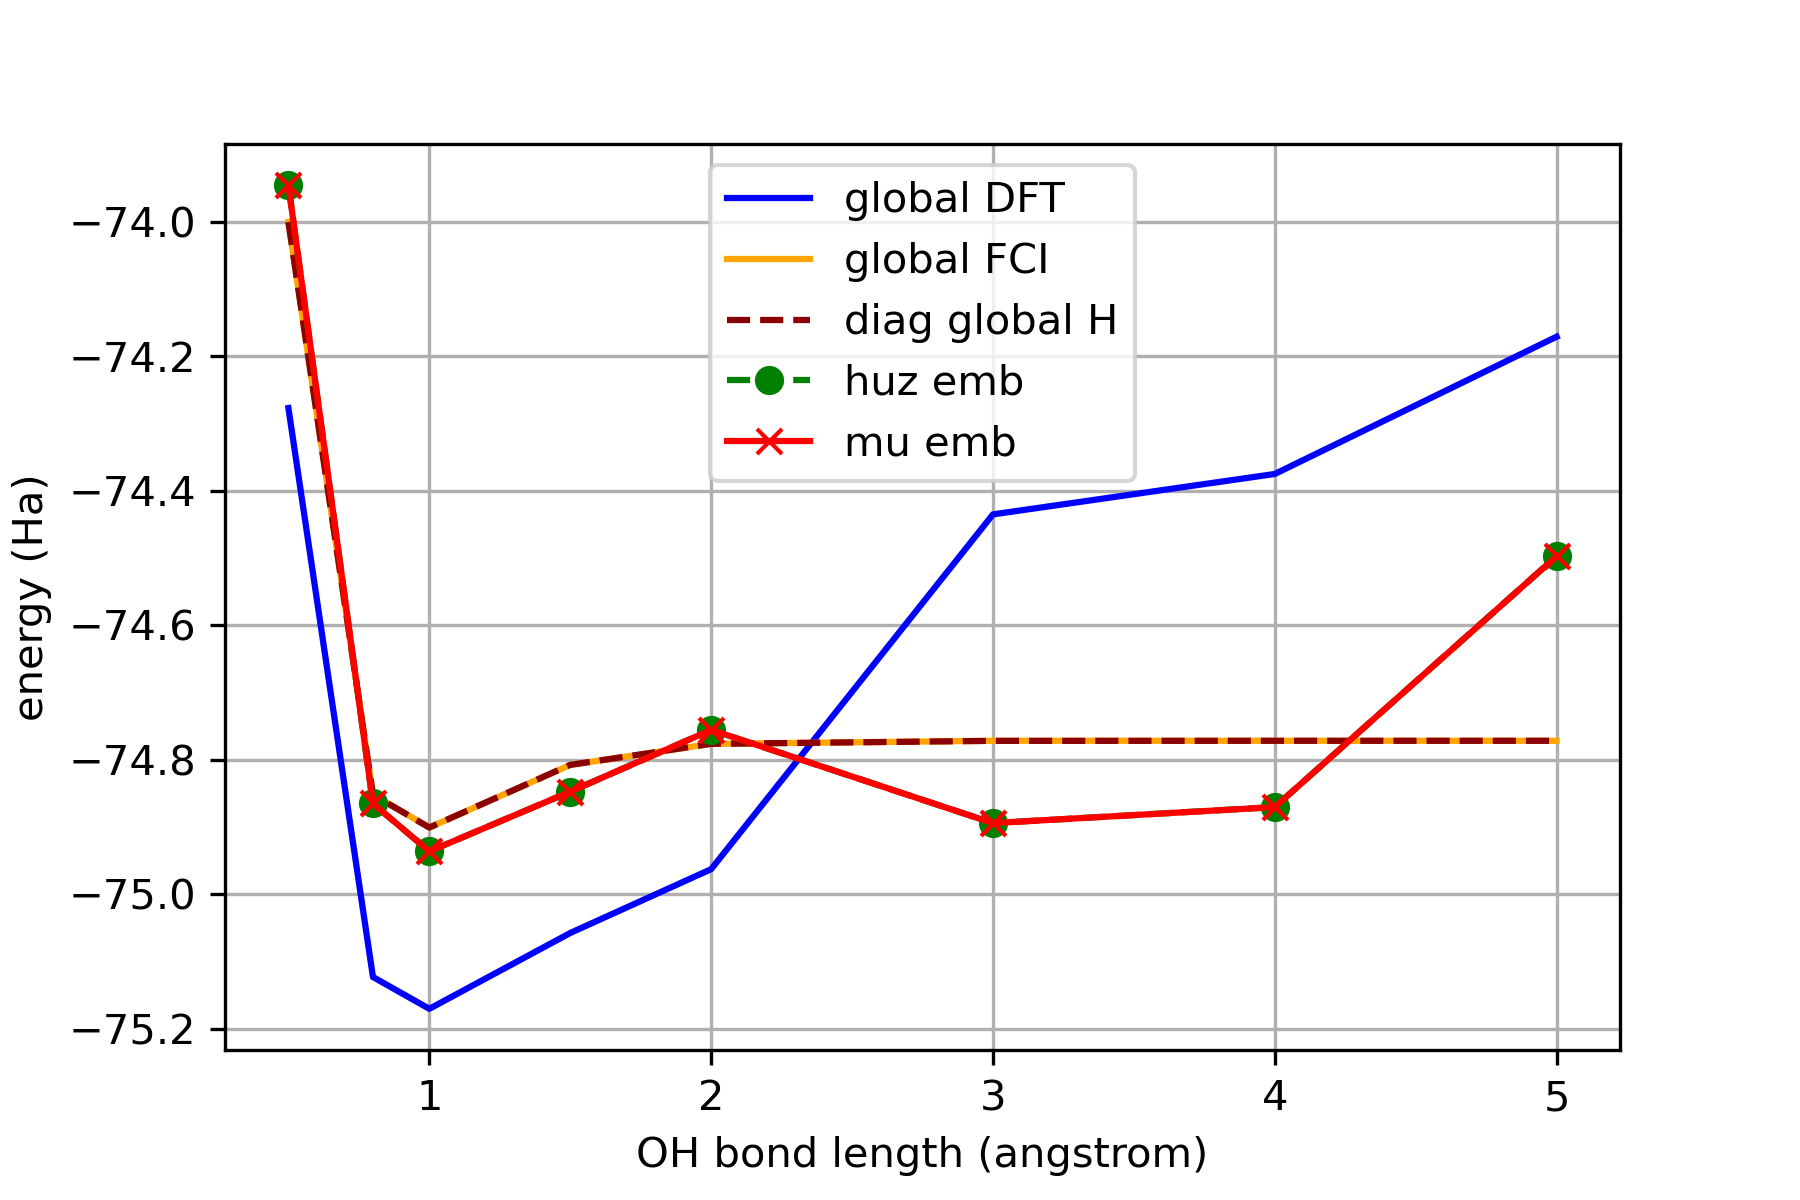 global DFT
global FCI
diag global H
huz emb
mu emb
−74.0
−74.2
−74.4
−74.6
−74.8
−75.0
−75.2
energy (Ha)
1 2 3 4 5
OH bond length (angstrom)